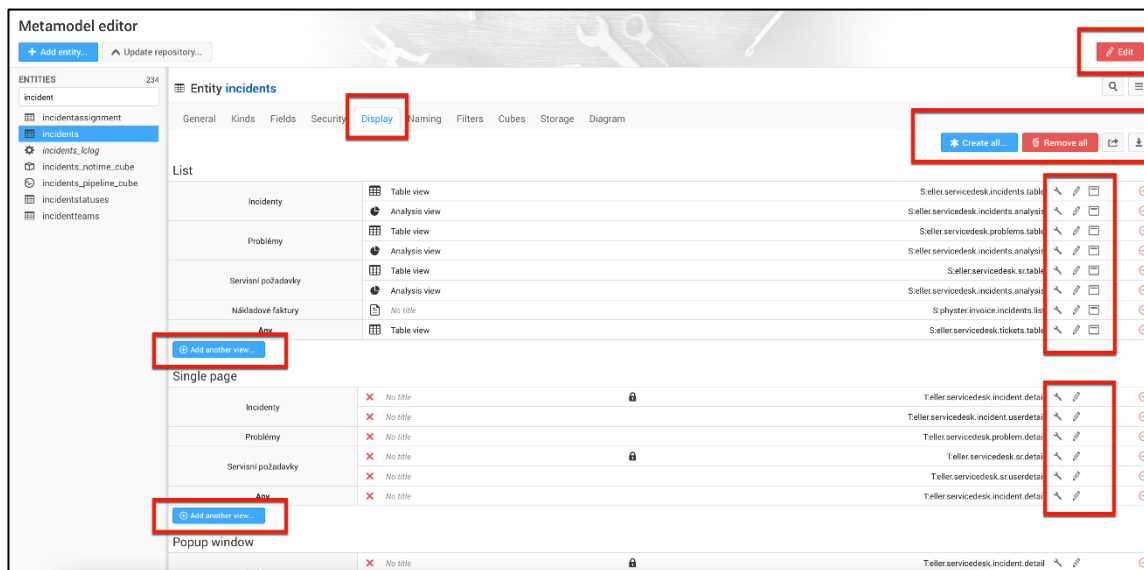 Metamodel editor
Add entity... Update repository... Edit
ENTITIES 234
incident
incidentassignment
incidents
incidents_lclog
incidents_notime_cube
incidents_pipeline_cube
incidentstatuses
incidentteams
Entity incidents
General Kinds Fields Security Display Naming Filters Cubes Storage Diagram
Create all... Remove all
List
Incidenty Table view S:eller.servicedesk.incidents.table
Analysis view S:eller.servicedesk.incidents.analysis
Problémy Table view S:eller.servicedesk.problems.table
Analysis view S:eller.servicedesk.incidents.analysis
Servisní požadavky Table view S:eller.servicedesk.sr.table
Analysis view S:eller.servicedesk.incidents.analysis
Nákladové faktury No title S:physter.invoice.incidents.list
Any Table view S:eller.servicedesk.tickets.table
Add another view...
Single page
Incidenty No title T:eller.servicedesk.incident.detail
No title T:eller.servicedesk.incident.userdetail
Problémy No title T:eller.servicedesk.problem.detail
Servisní požadavky No title T:eller.servicedesk.sr.detail
No title T:eller.servicedesk.sr.userdetail
Any No title T:eller.servicedesk.incident.detail
Add another view...
Popup window
No title T:eller.servicedesk.incident.detail